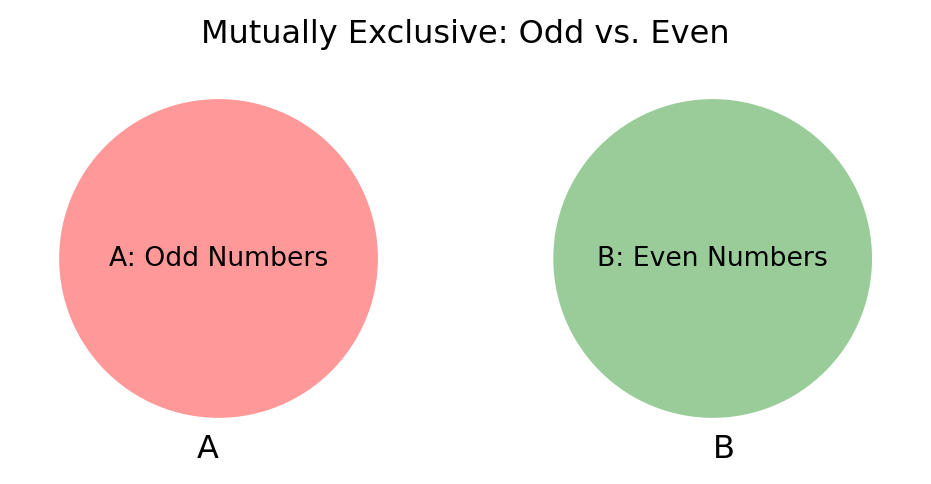 Mutually Exclusive: Odd vs. Even
A: Odd Numbers
B: Even Numbers
A
B